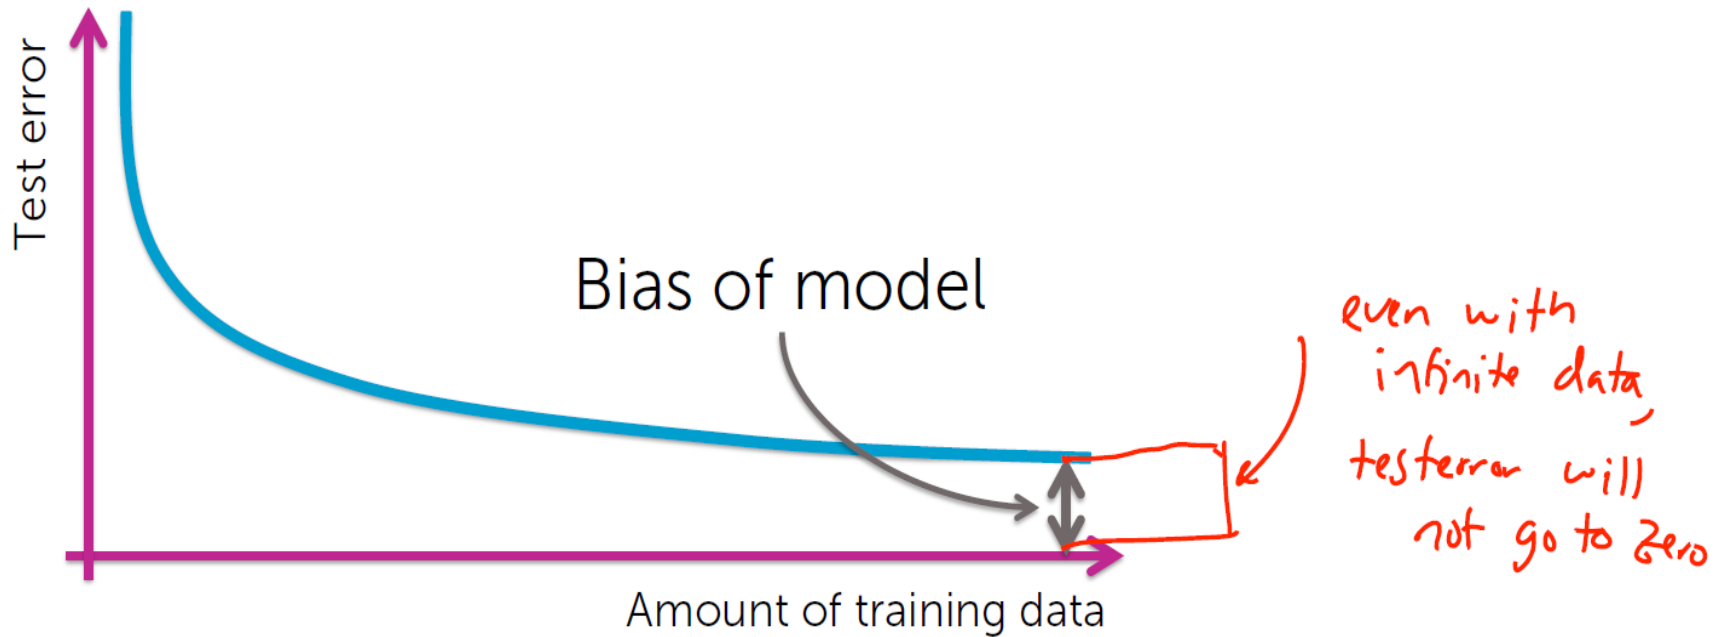 Test error
Bias of model
even with
infinite data,
testerror will
not go to zero
Amount of training data